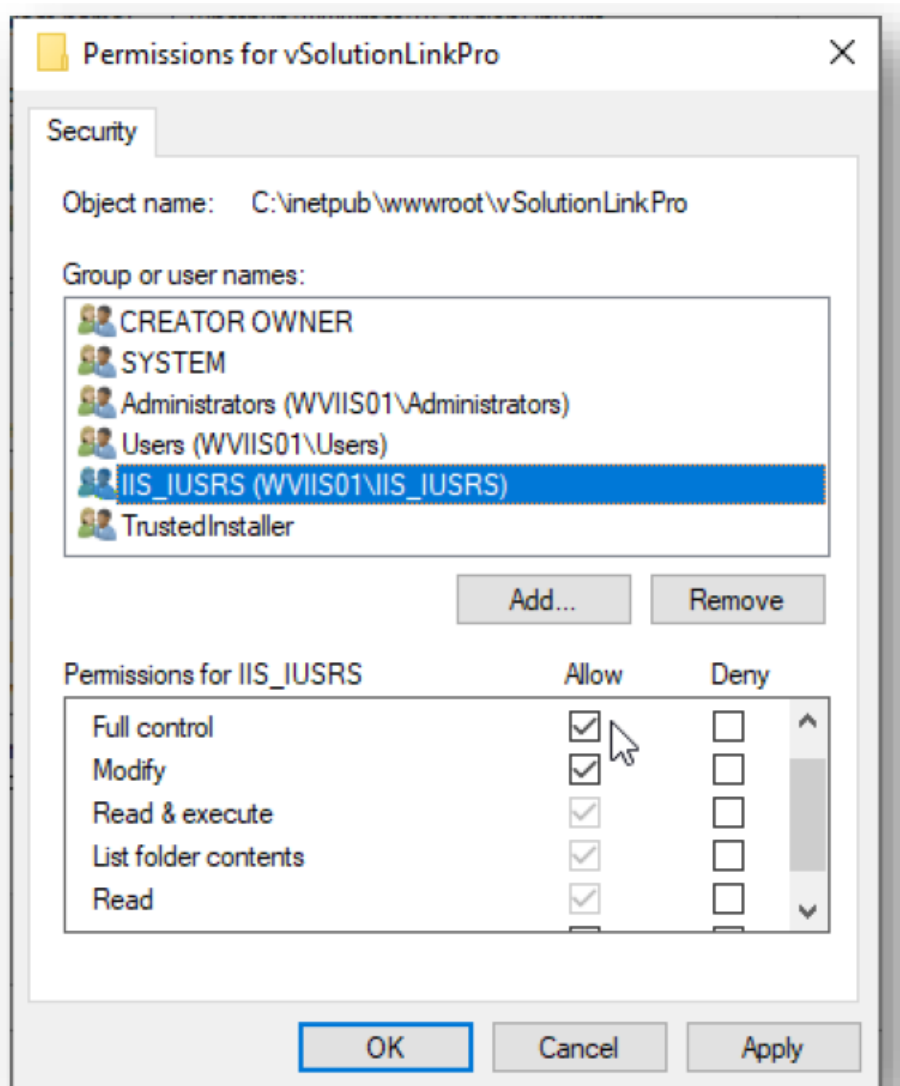 Permissions for vSolutionLinkPro
Security
Object name: C:\inetpub\wwwroot\vSolutionLinkPro
Group or user names:
CREATOR OWNER
SYSTEM
Administrators (WVIIS01\Administrators)
Users (WVIIS01\Users)
IIS_IUSRS (WVIIS01\IIS_IUSRS)
TrustedInstaller
Add... Remove
Permissions for IIS_IUSRS Allow Deny
Full control
Modify
Read & execute
List folder contents
Read
OK Cancel Apply